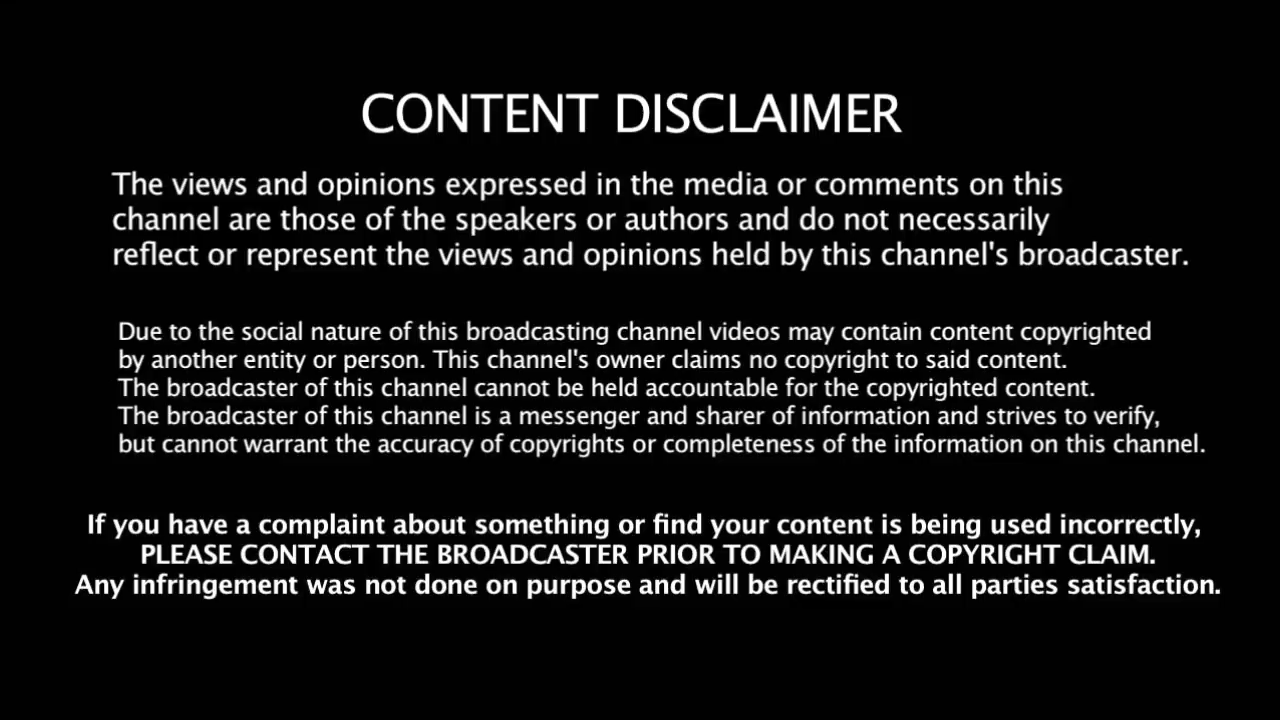 CONTENT DISCLAIMER
The views and opinions expressed in the media or comments on this
channel are those of the speakers or authors and do not necessarily
reflect or represent the views and opinions held by this channel's broadcaster.
Due to the social nature of this broadcasting channel videos may contain content copyrighted
by another entity or person. This channel's owner claims no copyright to said content.
The broadcaster of this channel cannot be held accountable for the copyrighted content.
The broadcaster of this channel is a messenger and sharer of information and strives to verify,
but cannot warrant the accuracy of copyrights or completeness of the information on this channel.
If you have a complaint about something or find your content is being used incorrectly,
PLEASE CONTACT THE BROADCASTER PRIOR TO MAKING A COPYRIGHT CLAIM.
Any infringement was not done on purpose and will be rectified to all parties satisfaction.